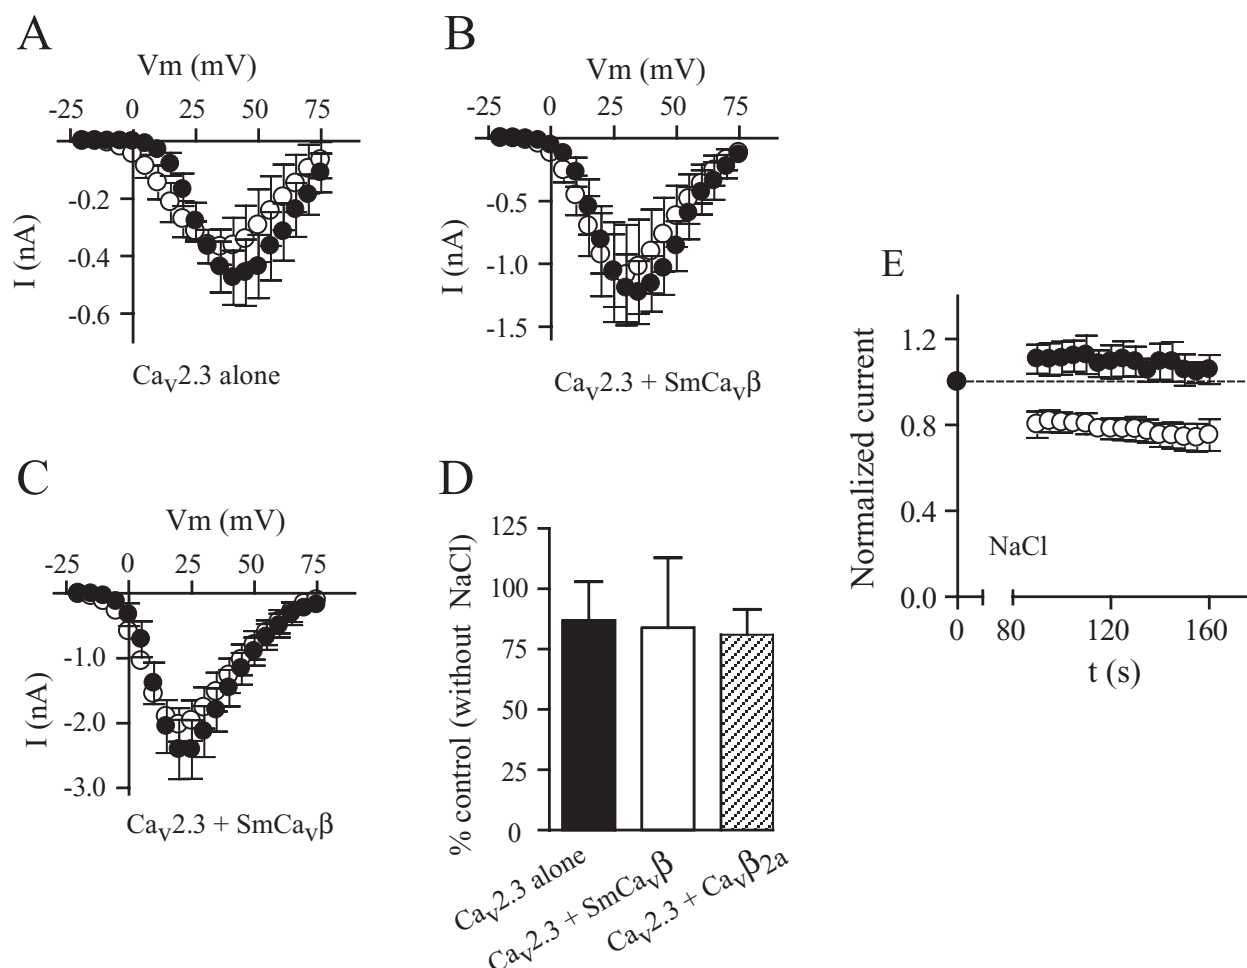 A
Vm (mV)
-25 0 25 50 75
-0.2
-0.4
-0.6
I (nA)
CaV2.3 alone
B
Vm (mV)
-25 0 25 50 75
-0.5
-1.0
-1.5
I (nA)
CaV2.3 + SmCaVβ
C
Vm (mV)
-25 0 25 50 75
-1.0
-2.0
-3.0
I (nA)
CaV2.3 + SmCaVβ
D
125
100
75
50
25
0
% control (without NaCl)
CaV2.3 alone
CaV2.3 + SmCaVβ
CaV2.3 + CaVβ2a
E
1.2
0.8
0.4
0.0
Normalized current
NaCl
0 80 120 160
t (s)